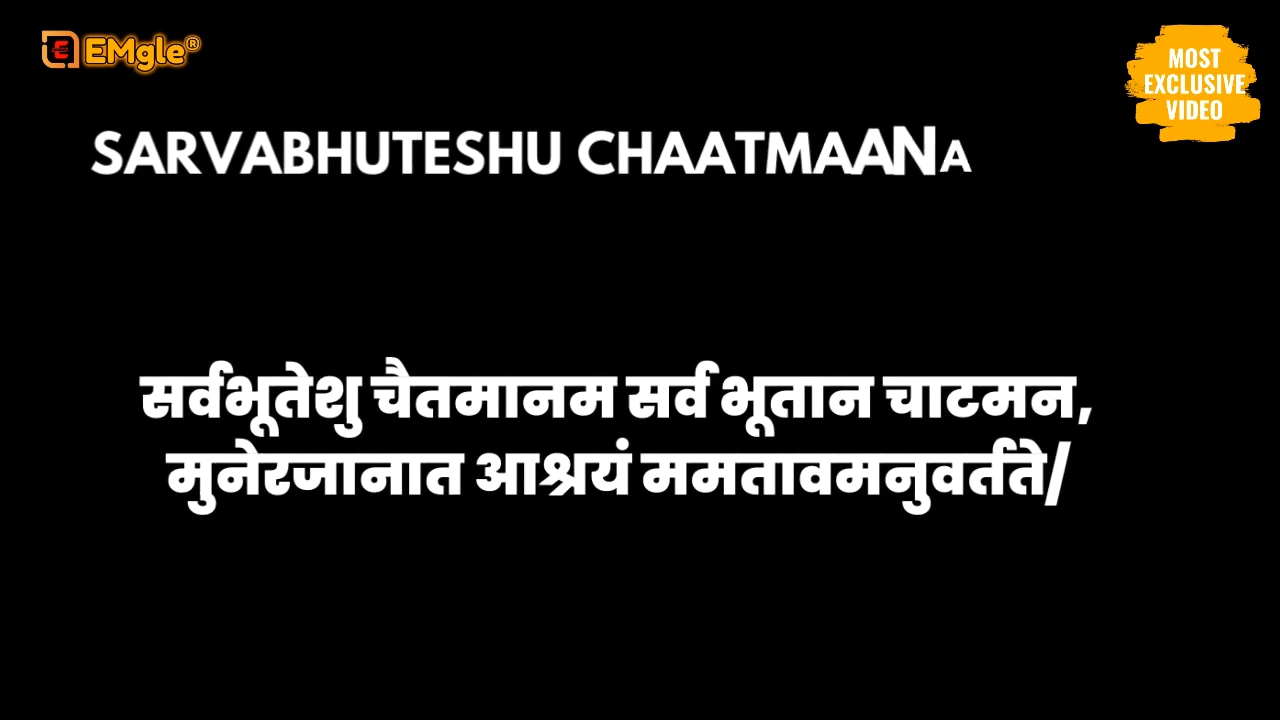 EMgle®
MOST
EXCLUSIVE
VIDEO
SARVABHUTESHU CHAATMAANA
सर्वभूतेशु चैतमानम सर्व भूतान चाटमन,
मुनेरजानात आश्रयं ममतावमनुवर्तते/